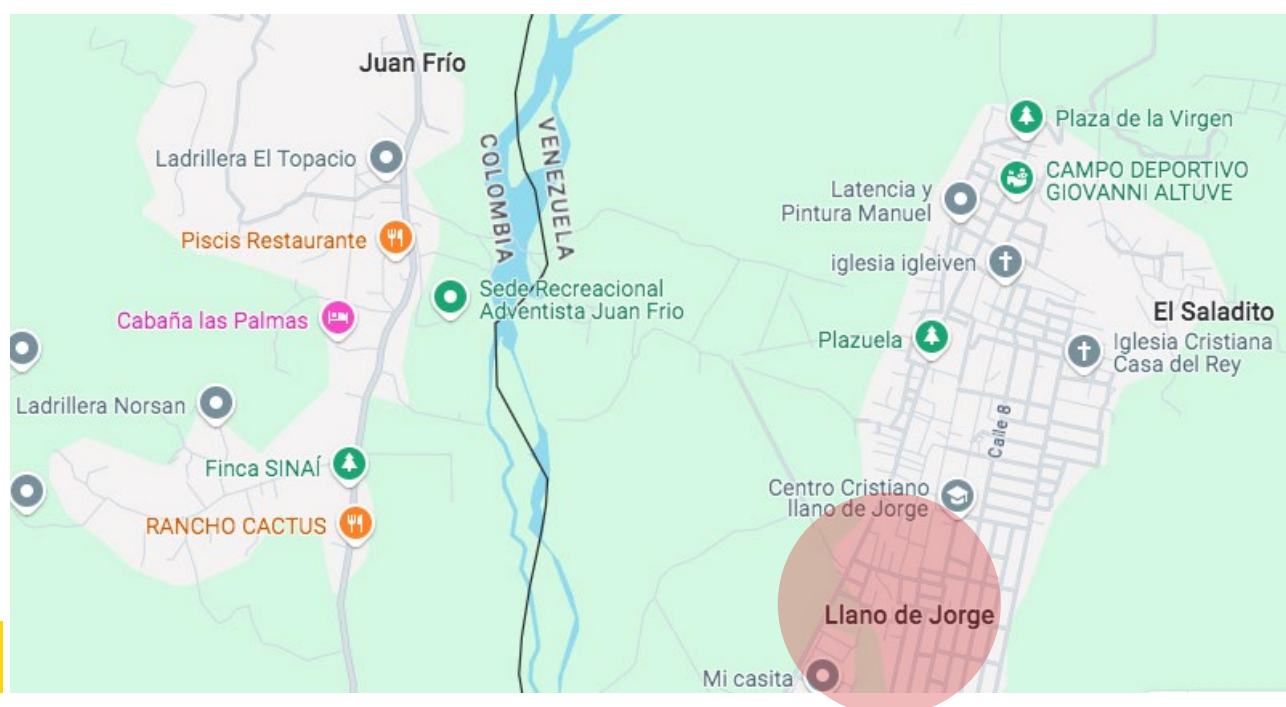 Juan Frío
Ladrillera El Topacio
Piscis Restaurante
Cabaña las Palmas
Ladrillera Norsan
Finca SINAÍ
RANCHO CACTUS
COLOMBIA
VENEZUELA
Sede Recreacional
Adventista Juan Frio
Plaza de la Virgen
CAMPO DEPORTIVO
GIOVANNI ALTUVE
Latencia y
Pintura Manuel
iglesia igleiven
El Saladito
Plazuela
Iglesia Cristiana
Casa del Rey
Calle 8
Centro Cristiano
llano de Jorge
Llano de Jorge
Mi casita